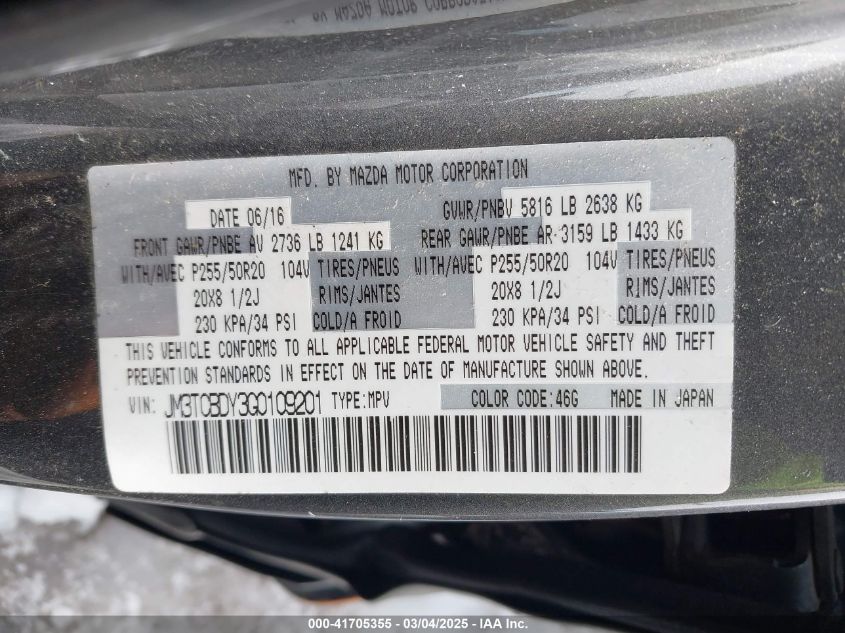 MFD. BY MAZDA MOTOR CORPORATION
DATE 06/16 GVWR/PNBV 5816 LB 2638 KG
FRONT GAWR/PNBE AV 2736 LB 1241 KG REAR GAWR/PNBE AR 3159 LB 1433 KG
WITH/AVEC P255/50R20 104V TIRES/PNEUS WITH/AVEC P255/50R20 104V TIRES/PNEUS
20X8 1/2J RIMS/JANTES 20X8 1/2J RIMS/JANTES
230 KPA/34 PSI COLD/A FROID 230 KPA/34 PSI COLD/A FROID
THIS VEHICLE CONFORMS TO ALL APPLICABLE FEDERAL MOTOR VEHICLE SAFETY AND THEFT
PREVENTION STANDARDS IN EFFECT ON THE DATE OF MANUFACTURE SHOWN ABOVE.
VIN: JM3TCBDY3G0109201 TYPE:MPV COLOR CODE:46G MADE IN JAPAN
000-41705355 - 03/04/2025 - IAA Inc.